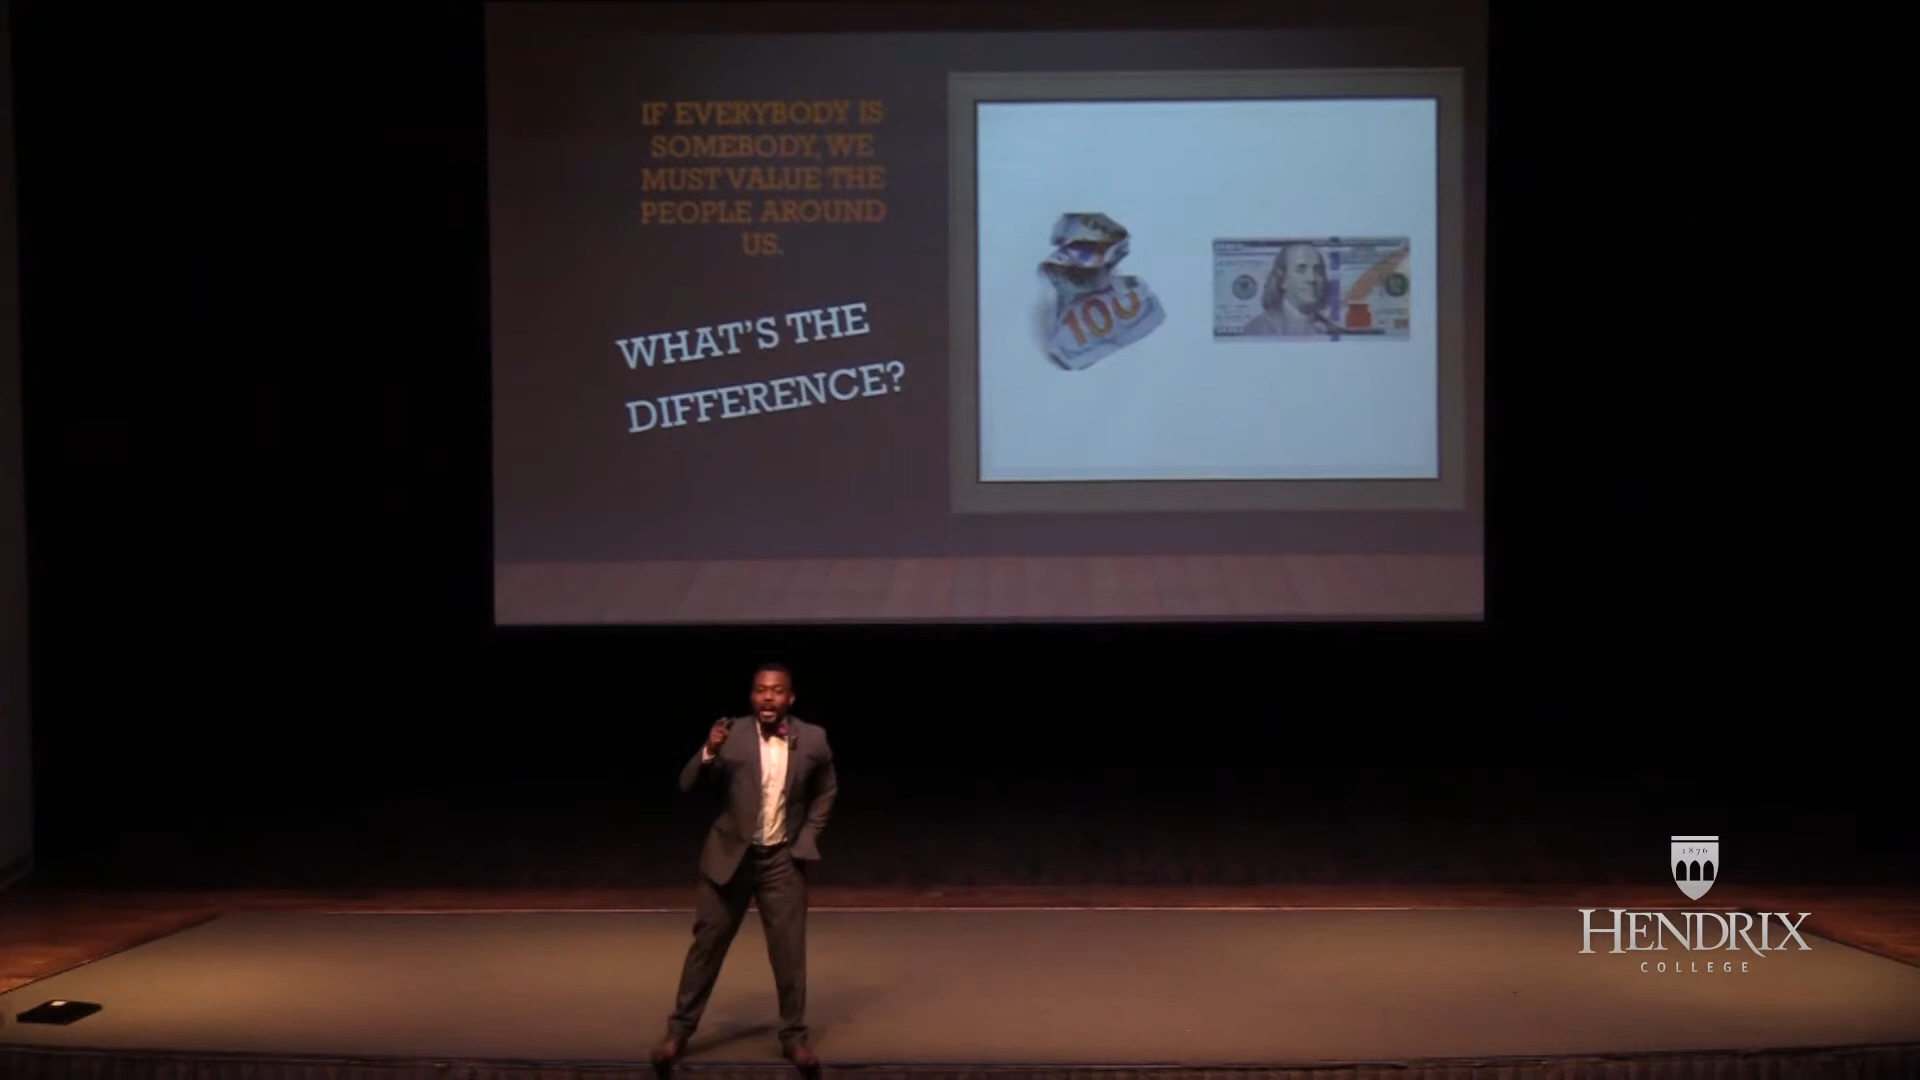 IF EVERYBODY IS
SOMEBODY, WE
MUST VALUE THE
PEOPLE AROUND
US.
WHAT'S THE
DIFFERENCE?
100
1876
HENDRIX
COLLEGE